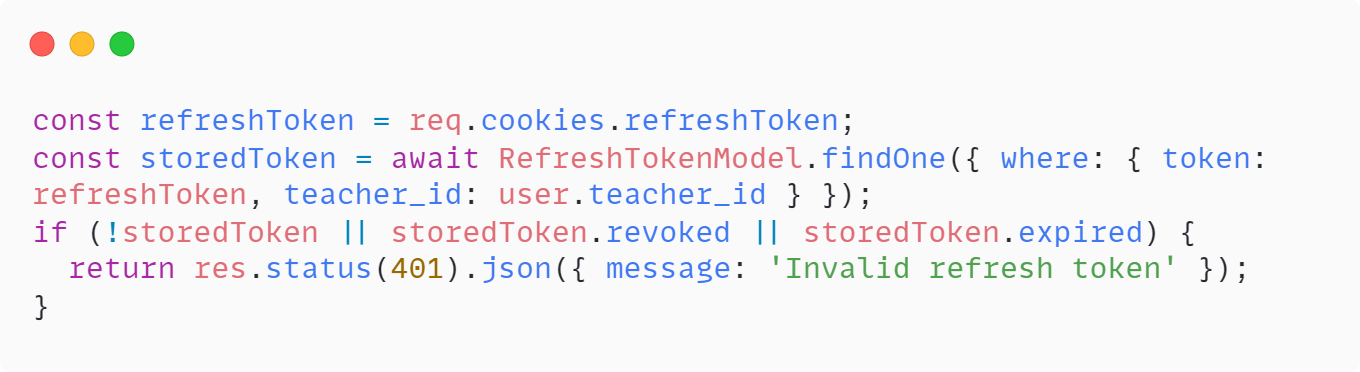 const refreshToken = req.cookies.refreshToken;
const storedToken = await RefreshTokenModel.findOne({ where: { token:
refreshToken, teacher_id: user.teacher_id } });
if (!storedToken || storedToken.revoked || storedToken.expired) {
  return res.status(401).json({ message: 'Invalid refresh token' });
}